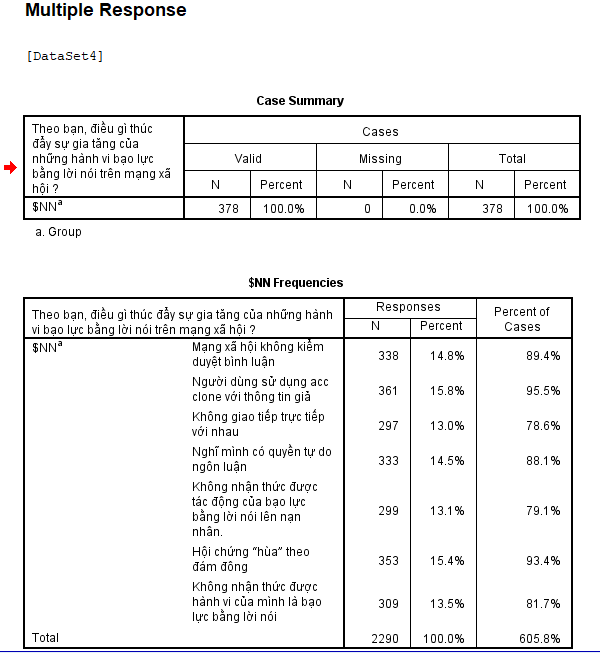 Multiple Response
[DataSet4]
Case Summary
Theo bạn, điều gì thúc
đẩy sự gia tăng của
những hành vi bạo lực
bằng lời nói trên mạng xã
hội ?
Cases
Valid Missing Total
N Percent N Percent N Percent
$NNa 378 100.0% 0 0.0% 378 100.0%
a. Group
$NN Frequencies
Theo bạn, điều gì thúc đẩy sự gia tăng của những hành
vi bạo lực bằng lời nói trên mạng xã hội ?
Responses
Percent of
Cases
N Percent
$NNa Mạng xã hội không kiểm
duyệt bình luận 338 14.8% 89.4%
Người dùng sử dụng acc
clone với thông tin giả 361 15.8% 95.5%
Không giao tiếp trực tiếp
với nhau 297 13.0% 78.6%
Nghĩ mình có quyền tự do
ngôn luận 333 14.5% 88.1%
Không nhận thức được
tác động của bạo lực
bằng lời nói lên nạn
nhân. 299 13.1% 79.1%
Hội chứng “hùa” theo
đám đông 353 15.4% 93.4%
Không nhận thức được
hành vi của mình là bạo
lực bằng lời nói 309 13.5% 81.7%
Total 2290 100.0% 605.8%